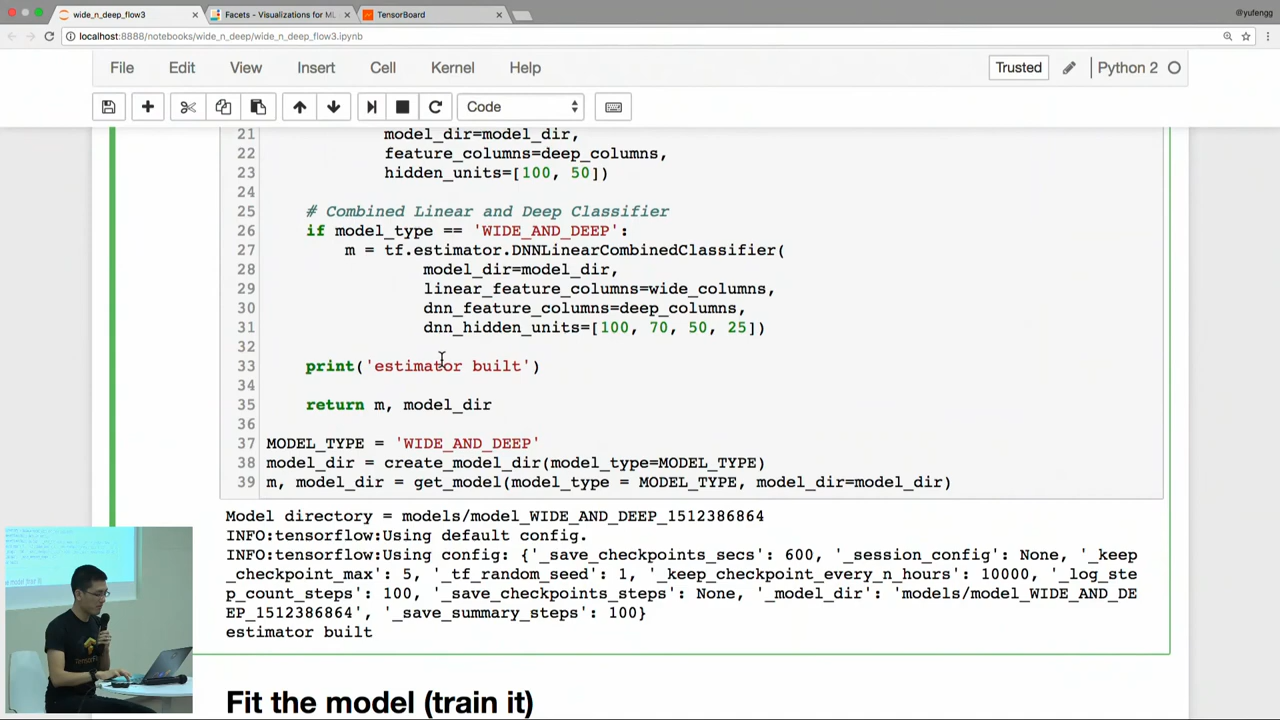 wide_n_deep_flow3
Facets - Visualizations for ML
TensorBoard
@yufengg
localhost:8888/notebooks/wide_n_deep/wide_n_deep_flow3.ipynb
File Edit View Insert Cell Kernel Help Trusted Python 2
Code
21 model_dir=model_dir,
22 feature_columns=deep_columns,
23 hidden_units=[100, 50])
24
25 # Combined Linear and Deep Classifier
26 if model_type == 'WIDE_AND_DEEP':
27 m = tf.estimator.DNNLinearCombinedClassifier(
28 model_dir=model_dir,
29 linear_feature_columns=wide_columns,
30 dnn_feature_columns=deep_columns,
31 dnn_hidden_units=[100, 70, 50, 25])
32
33 print('estimator built')
34
35 return m, model_dir
36
37 MODEL_TYPE = 'WIDE_AND_DEEP'
38 model_dir = create_model_dir(model_type=MODEL_TYPE)
39 m, model_dir = get_model(model_type = MODEL_TYPE, model_dir=model_dir)
Model directory = models/model_WIDE_AND_DEEP_1512386864
INFO:tensorflow:Using default config.
INFO:tensorflow:Using config: {'_save_checkpoints_secs': 600, '_session_config': None, '_keep
_checkpoint_max': 5, '_tf_random_seed': 1, '_keep_checkpoint_every_n_hours': 10000, '_log_ste
p_count_steps': 100, '_save_checkpoints_steps': None, '_model_dir': 'models/model_WIDE_AND_DE
EP_1512386864', '_save_summary_steps': 100}
estimator built
Fit the model (train it)